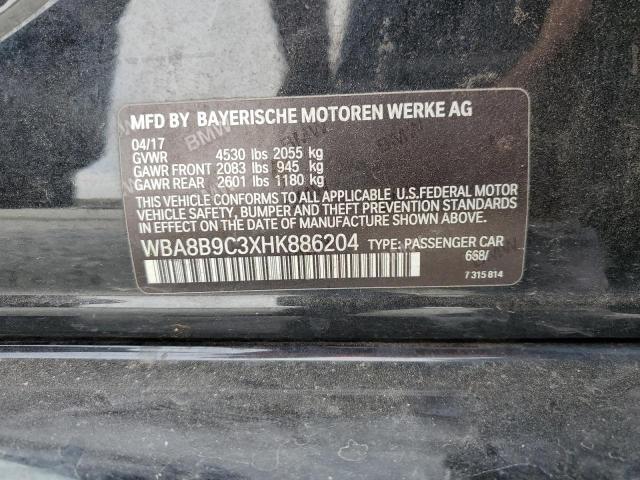 MFD BY BAYERISCHE MOTOREN WERKE AG
04/17
GVWR 4530 lbs 2055 kg
GAWR FRONT 2083 lbs 945 kg
GAWR REAR 2601 lbs 1180 kg
THIS VEHICLE CONFORMS TO ALL APPLICABLE U.S.FEDERAL MOTOR
VEHICLE SAFETY, BUMPER AND THEFT PREVENTION STANDARDS
IN EFFECT ON THE DATE OF MANUFACTURE SHOWN ABOVE.
WBA8B9C3XHK886204 TYPE: PASSENGER CAR
668/
7 315 814